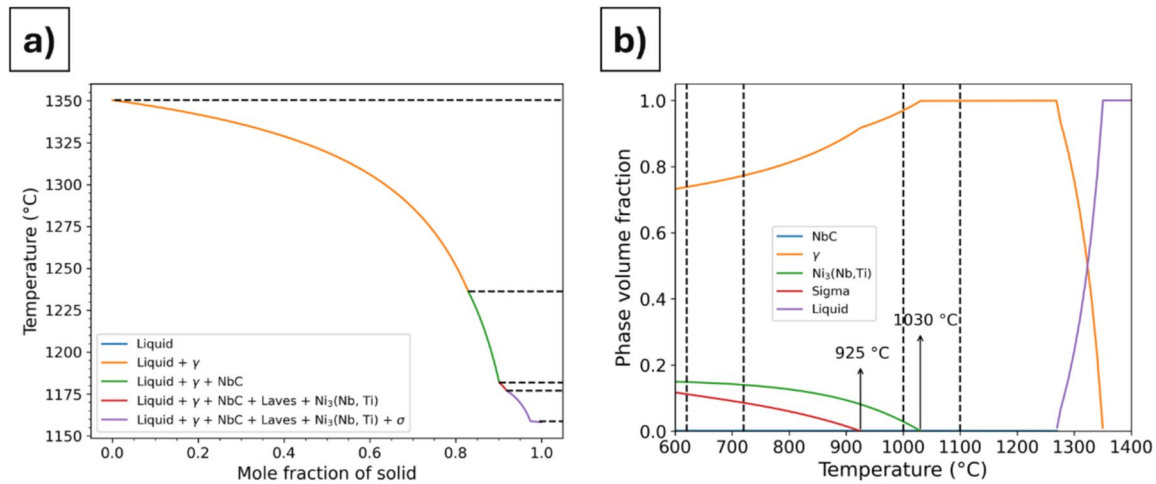 a)
1350
1325
1300
1275
1250
1225
1200
1175
1150
Temperature (°C)
Liquid
Liquid + γ
Liquid + γ + NbC
Liquid + γ + NbC + Laves + Ni₃(Nb, Ti)
Liquid + γ + NbC + Laves + Ni₃(Nb, Ti) + σ
0.0 0.2 0.4 0.6 0.8 1.0
Mole fraction of solid
b)
1.0
0.8
0.6
0.4
0.2
0.0
Phase volume fraction
NbC
γ
Ni₃(Nb,Ti)
Sigma
Liquid
1030 °C
925 °C
600 700 800 900 1000 1100 1200 1300 1400
Temperature (°C)